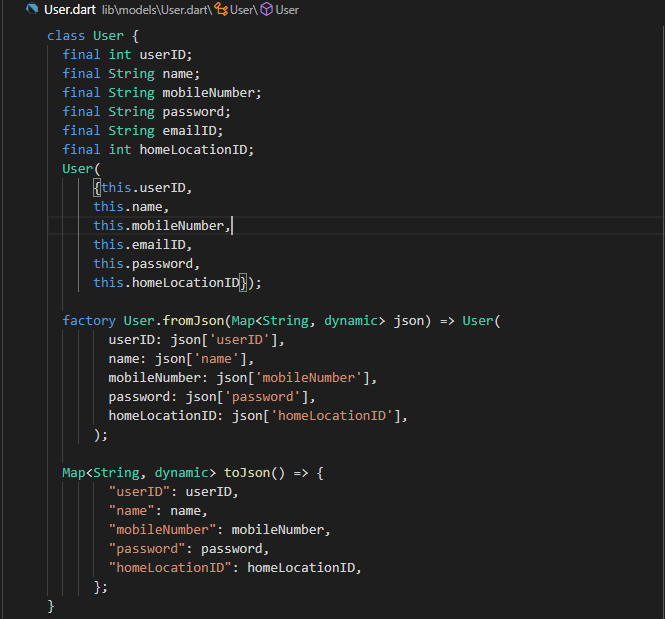 User.dart lib\models\User.dart\User\User
class User {
final int userID;
final String name;
final String mobileNumber;
final String password;
final String emailID;
final int homeLocationID;
User(
{this.userID,
this.name,
this.mobileNumber,
this.emailID,
this.password,
this.homeLocationID});
factory User.fromJson(Map<String, dynamic> json) => User(
userID: json['userID'],
name: json['name'],
mobileNumber: json['mobileNumber'],
password: json['password'],
homeLocationID: json['homeLocationID'],
);
Map<String, dynamic> toJson() => {
"userID": userID,
"name": name,
"mobileNumber": mobileNumber,
"password": password,
"homeLocationID": homeLocationID,
};
}